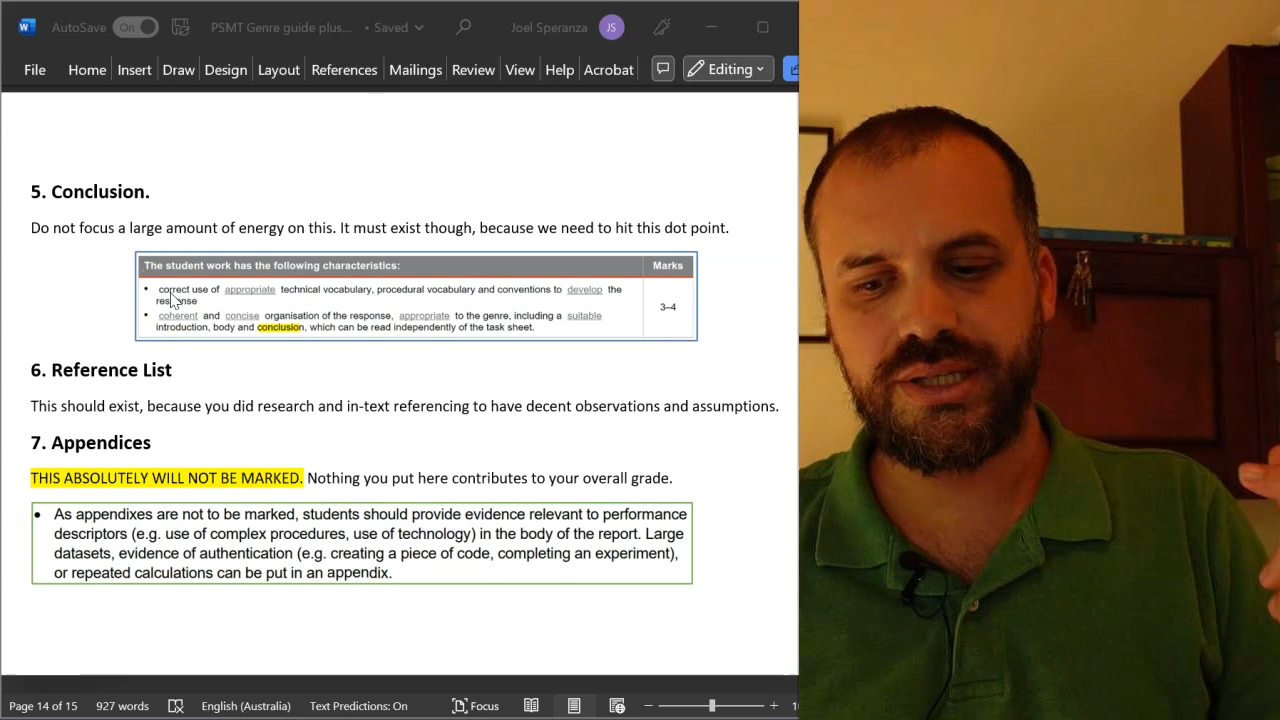 AutoSave On PSMT Genre guide plus... • Saved Joel Speranza JS
File Home Insert Draw Design Layout References Mailings Review View Help Acrobat Editing
5. Conclusion.
Do not focus a large amount of energy on this. It must exist though, because we need to hit this dot point.
The student work has the following characteristics: Marks
• correct use of appropriate technical vocabulary, procedural vocabulary and conventions to develop the
response
• coherent and concise organisation of the response, appropriate to the genre, including a suitable
introduction, body and conclusion, which can be read independently of the task sheet.
3–4
6. Reference List
This should exist, because you did research and in-text referencing to have decent observations and assumptions.
7. Appendices
THIS ABSOLUTELY WILL NOT BE MARKED. Nothing you put here contributes to your overall grade.
• As appendixes are not to be marked, students should provide evidence relevant to performance
descriptors (e.g. use of complex procedures, use of technology) in the body of the report. Large
datasets, evidence of authentication (e.g. creating a piece of code, completing an experiment),
or repeated calculations can be put in an appendix.
Page 14 of 15 927 words English (Australia) Text Predictions: On Focus